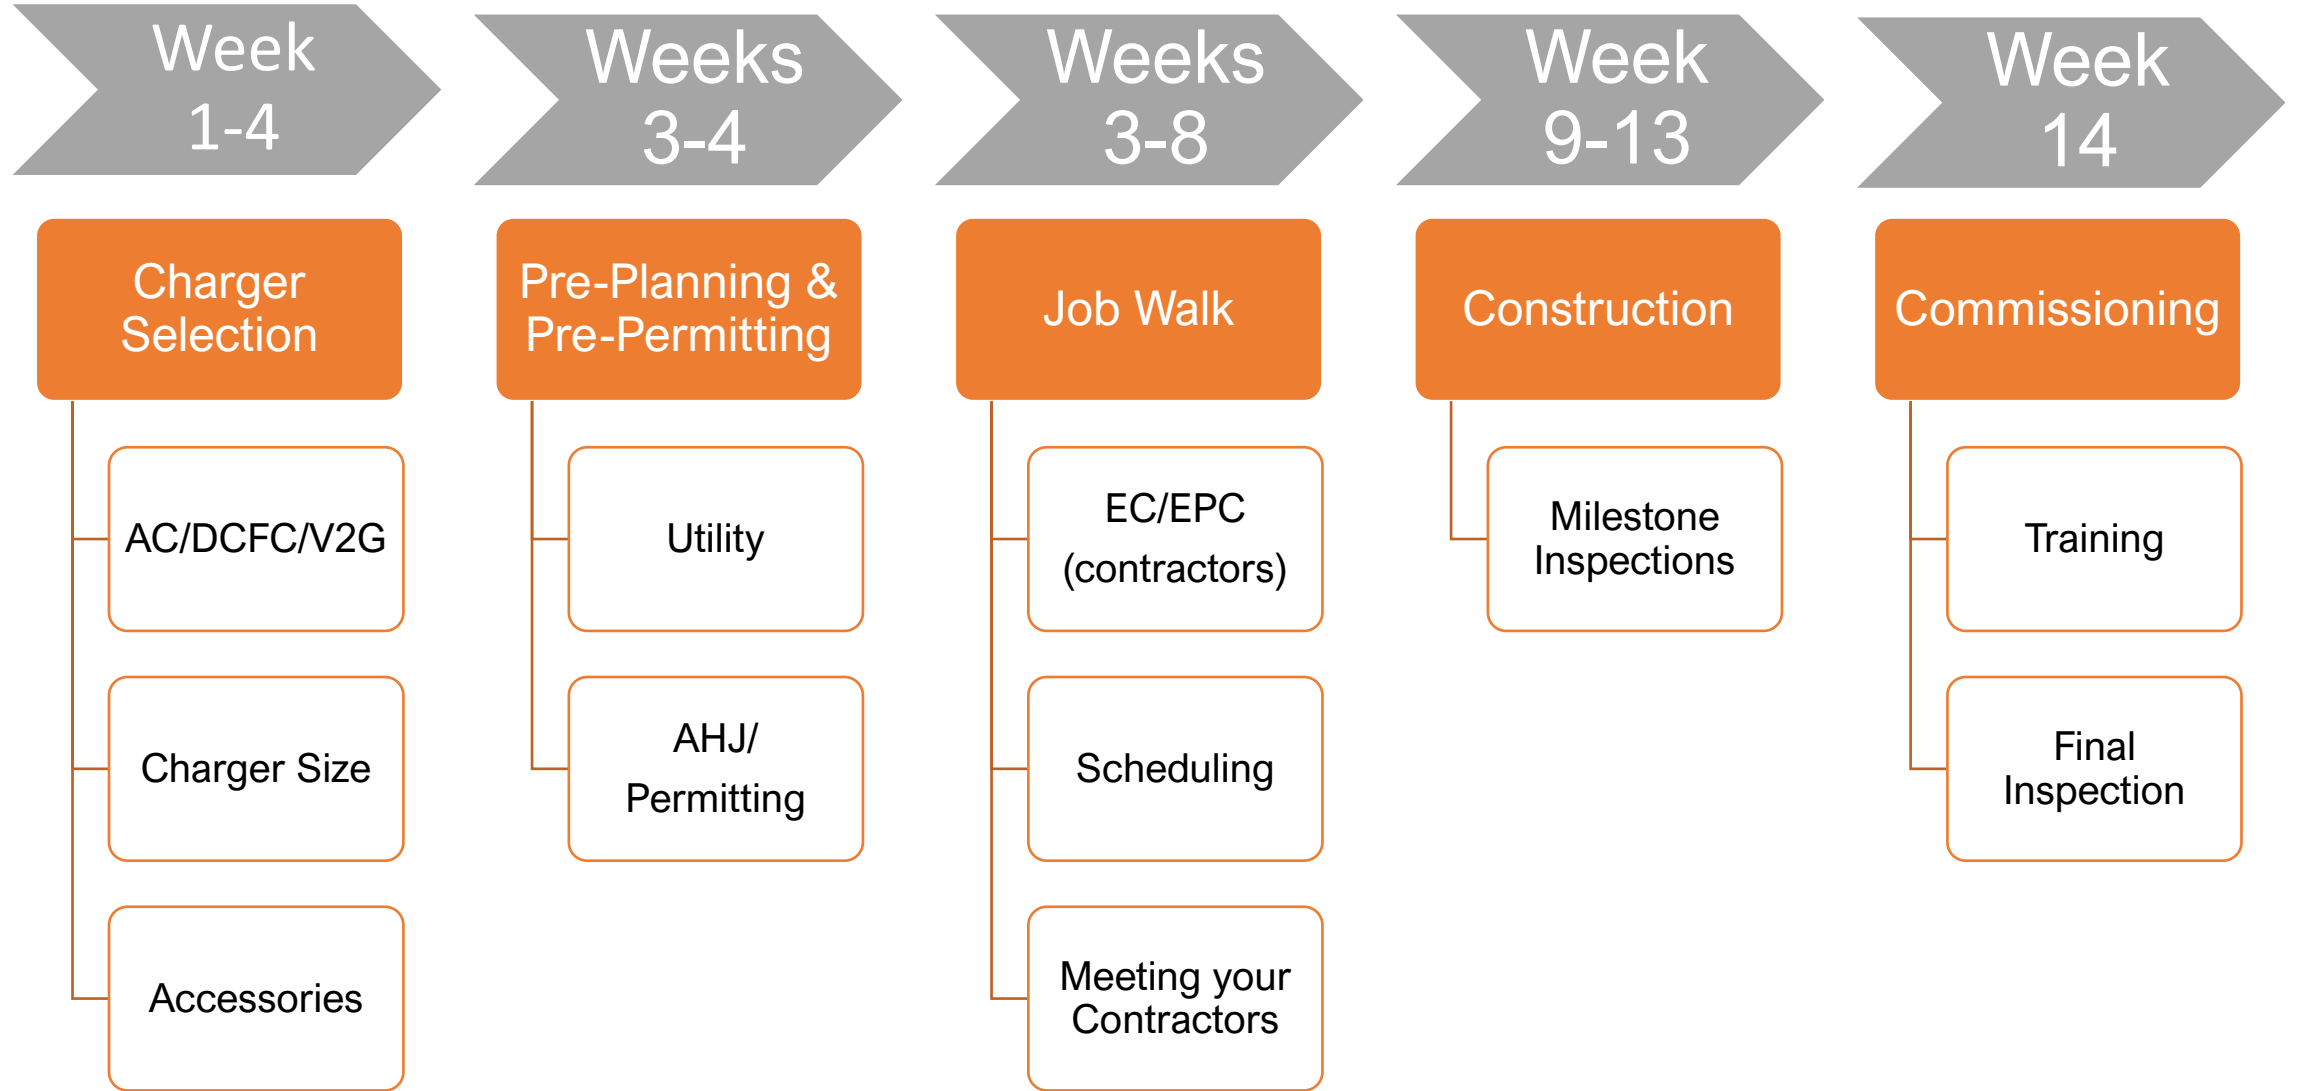 Week
1-4
Weeks
3-4
Weeks
3-8
Week
9-13
Week
14
Charger
Selection
Pre-Planning &
Pre-Permitting
Job Walk
Construction
Commissioning
AC/DCFC/V2G
Charger Size
Accessories
Utility
AHJ/
Permitting
EC/EPC
(contractors)
Scheduling
Meeting your
Contractors
Milestone
Inspections
Training
Final
Inspection